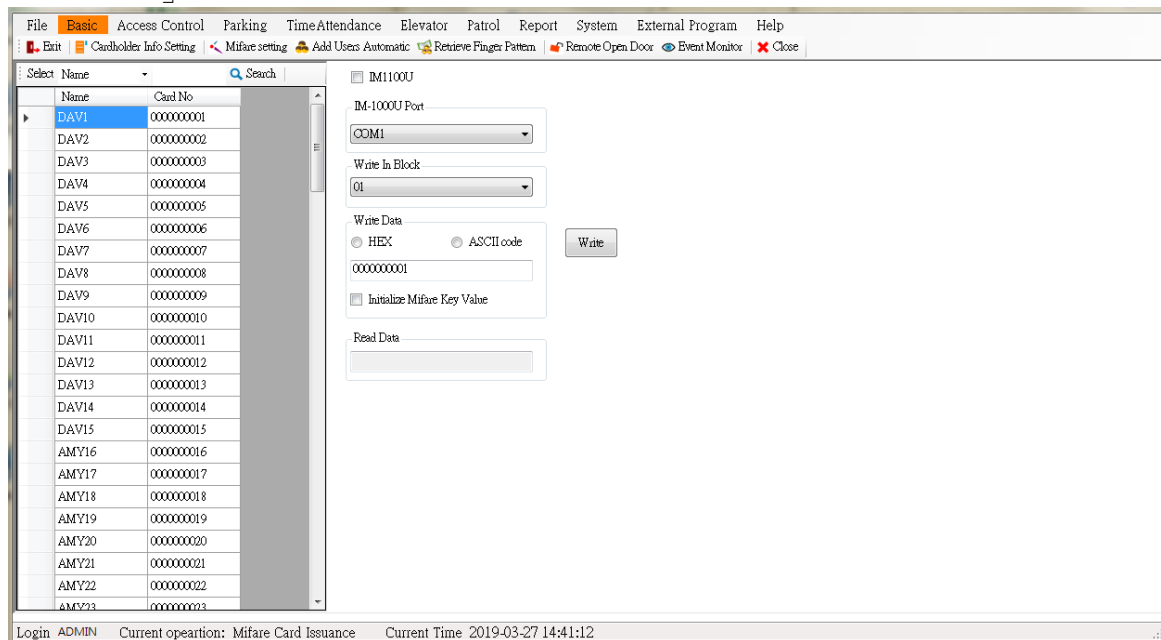 File Basic Access Control Parking TimeAttendance Elevator Patrol Report System External Program Help
Exit Cardholder Info Setting Mifare setting Add Users Automatic Retrieve Finger Pattern Remote Open Door Event Monitor Close
Select Name Search
Name Card No
DAV1 0000000001
DAV2 0000000002
DAV3 0000000003
DAV4 0000000004
DAV5 0000000005
DAV6 0000000006
DAV7 0000000007
DAV8 0000000008
DAV9 0000000009
DAV10 0000000010
DAV11 0000000011
DAV12 0000000012
DAV13 0000000013
DAV14 0000000014
DAV15 0000000015
AMY16 0000000016
AMY17 0000000017
AMY18 0000000018
AMY19 0000000019
AMY20 0000000020
AMY21 0000000021
AMY22 0000000022
AMY23 0000000023
IM1100U
IM-1000U Port
COM1
Write In Block
01
Write Data
HEX ASCII code
Write
0000000001
Initialize Mifare Key Value
Read Data
Login ADMIN Current opeartion: Mifare Card Issuance Current Time 2019-03-27 14:41:12